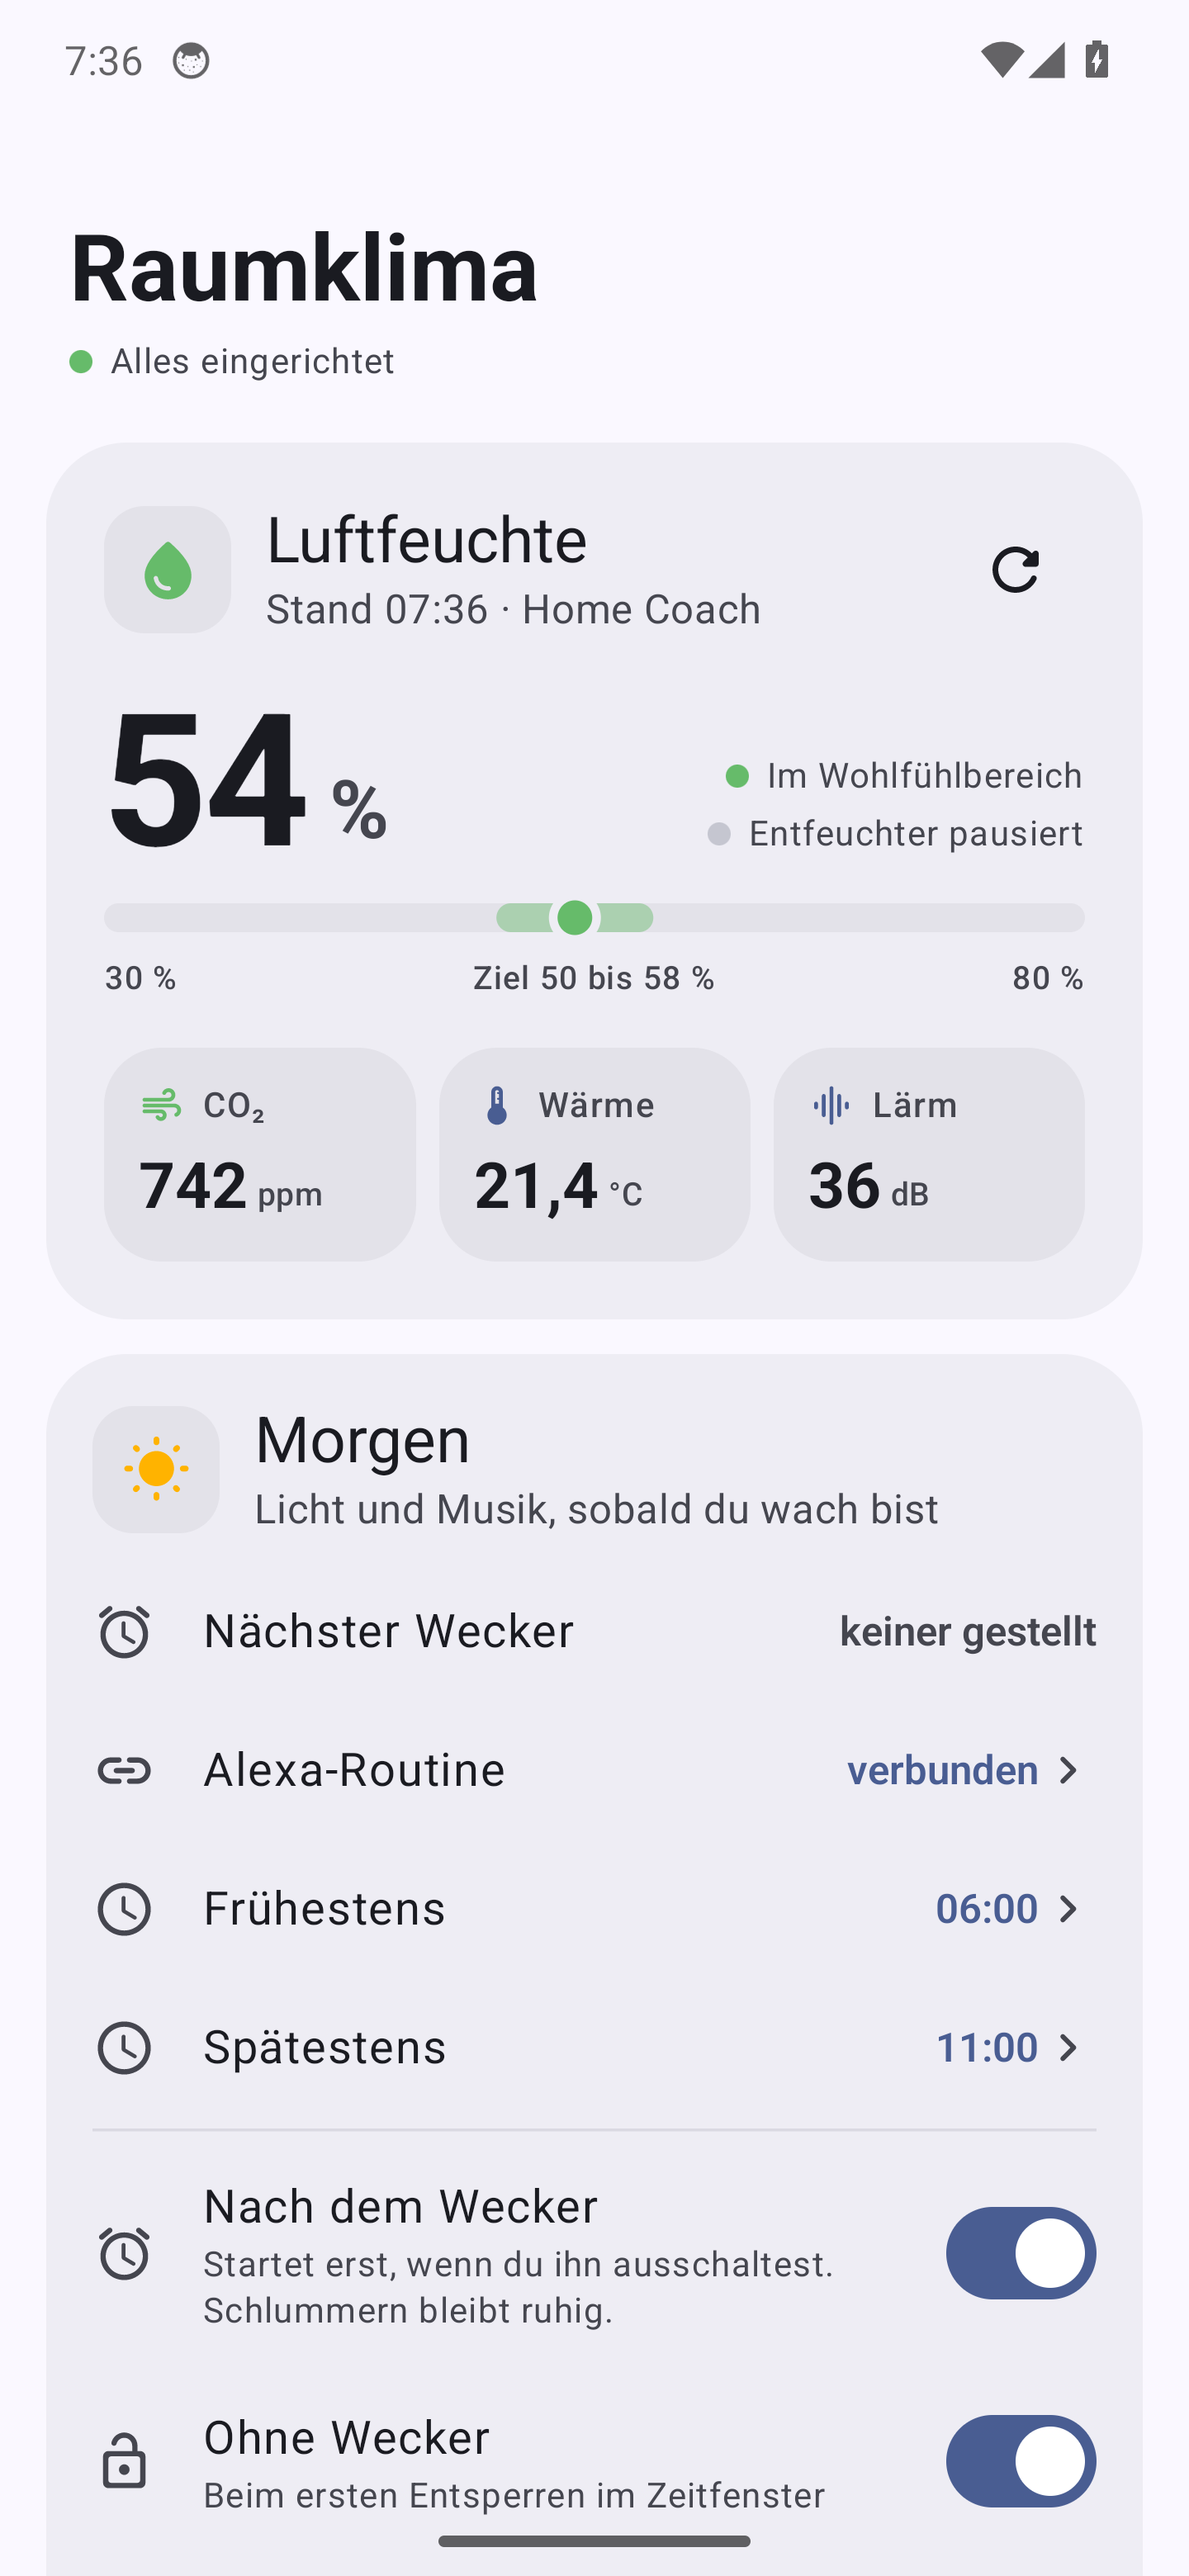 7:36
Raumklima
Alles eingerichtet
Luftfeuchte
Stand 07:36 · Home Coach
54 %
Im Wohlfühlbereich
Entfeuchter pausiert
30 %
Ziel 50 bis 58 %
80 %
CO₂
742 ppm
Wärme
21,4 °C
Lärm
36 dB
Morgen
Licht und Musik, sobald du wach bist
Nächster Wecker
keiner gestellt
Alexa-Routine
verbunden
Frühestens
06:00
Spätestens
11:00
Nach dem Wecker
Startet erst, wenn du ihn ausschaltest.
Schlummern bleibt ruhig.
Ohne Wecker
Beim ersten Entsperren im Zeitfenster